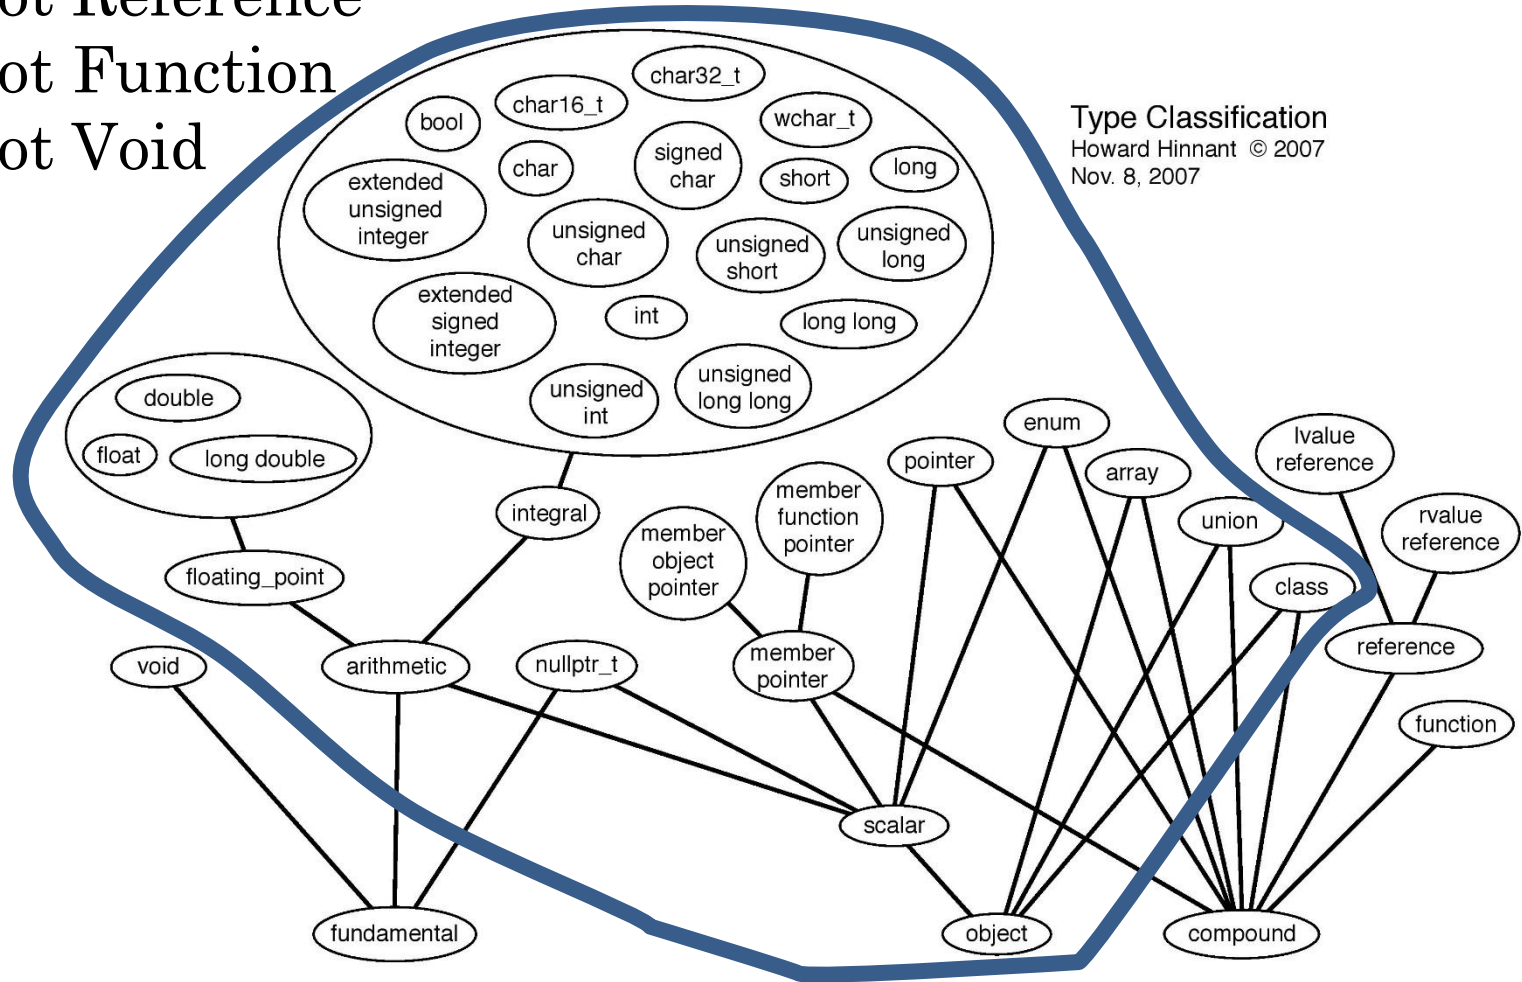 ot Reference
ot Function
ot Void
Type Classification
Howard Hinnant © 2007
Nov. 8, 2007
char32_t
char16_t
bool
wchar_t
char
signed
char
short
long
extended
unsigned
integer
unsigned
char
unsigned
short
unsigned
long
extended
signed
integer
int
long long
unsigned
int
unsigned
long long
double
float
long double
enum
pointer
array
lvalue
reference
member
function
pointer
union
rvalue
reference
integral
member
object
pointer
floating_point
class
void
arithmetic
nullptr_t
member
pointer
reference
function
scalar
fundamental
object
compound